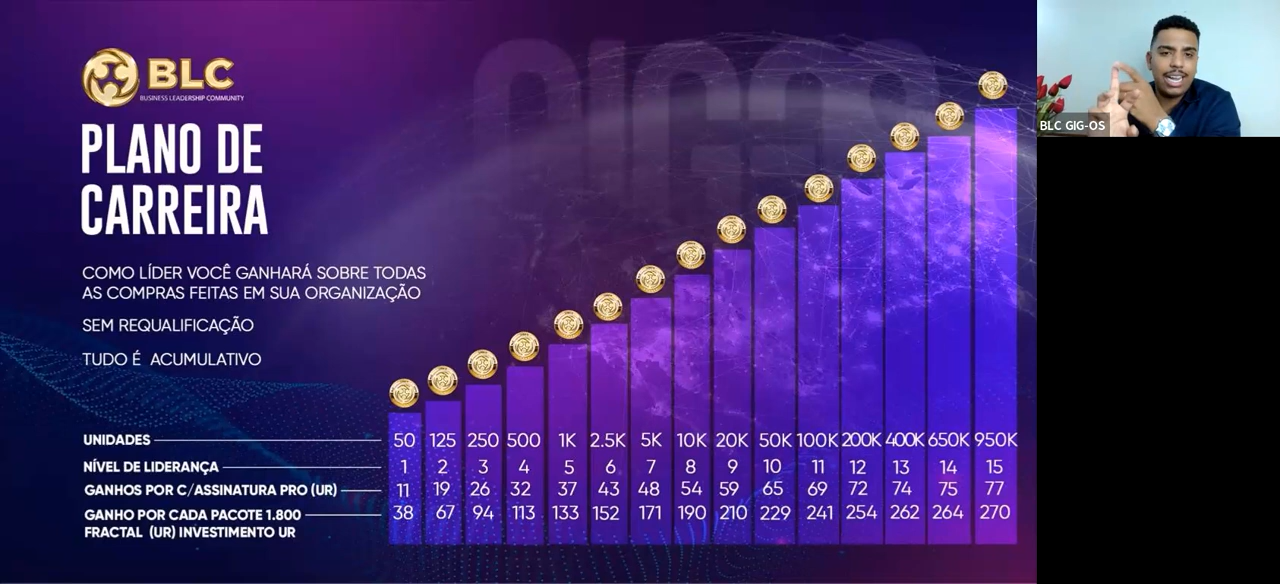 BLC
BUSINESS LEADERSHIP COMMUNITY
PLANO DE
CARREIRA
COMO LÍDER VOCÊ GANHARÁ SOBRE TODAS
AS COMPRAS FEITAS EM SUA ORGANIZAÇÃO
SEM REQUALIFICAÇÃO
TUDO É ACUMULATIVO
UNIDADES 50 125 250 500 1K 2.5K 5K 10K 20K 50K 100K 200K 400K 650K 950K
NÍVEL DE LIDERANÇA 1 2 3 4 5 6 7 8 9 10 11 12 13 14 15
GANHOS POR C/ASSINATURA PRO (UR) 11 19 26 32 37 43 48 54 59 65 69 72 74 75 77
GANHO POR CADA PACOTE 1.800 38 67 94 113 133 152 171 190 210 229 241 254 262 264 270
FRACTAL (UR) INVESTIMENTO UR
BLC GIG-OS